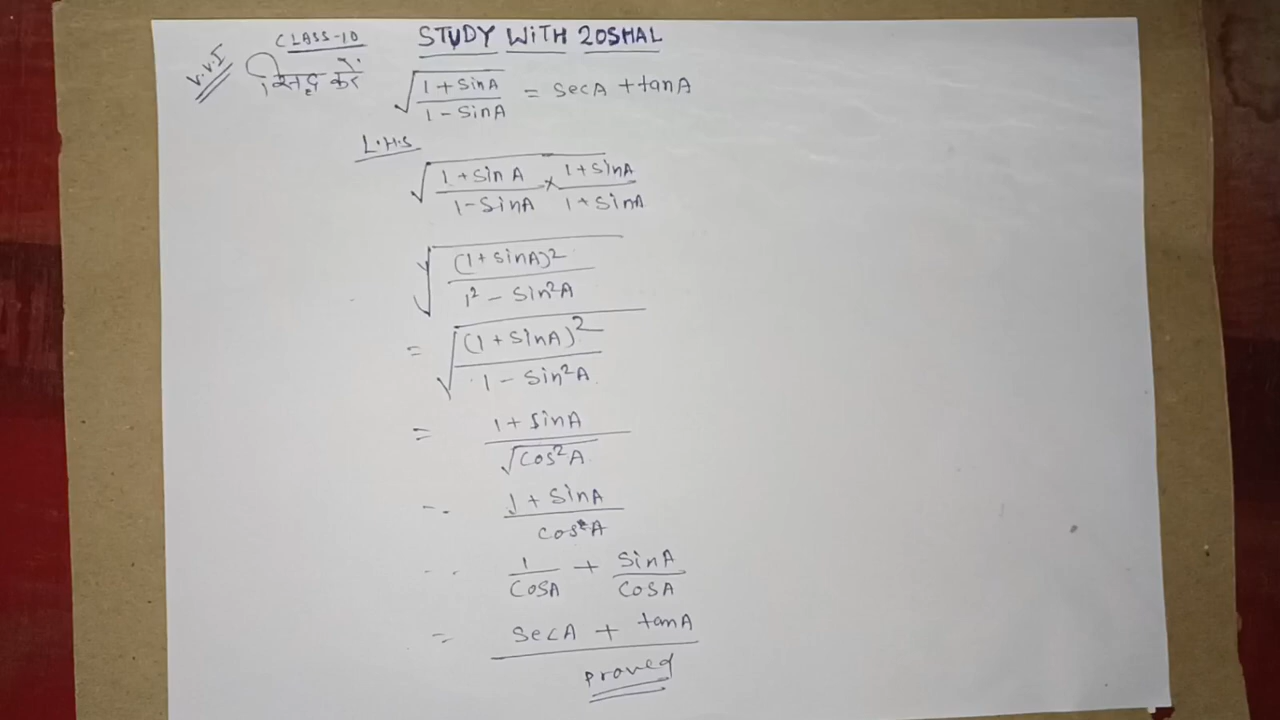 CLASS-10 STUDY WITH 20SHAL
V.V.I सिद्ध करें √(1+sinA / 1-sinA) = secA + tanA
L.H.S
√(1+sinA / 1-sinA × 1+sinA / 1+sinA)
√((1+sinA)² / 1² - sin²A)
= √((1+sinA)² / 1 - sin²A)
= 1+sinA / √cos²A
1+sinA / cosA
1/cosA + sinA/cosA
= secA + tanA
proved